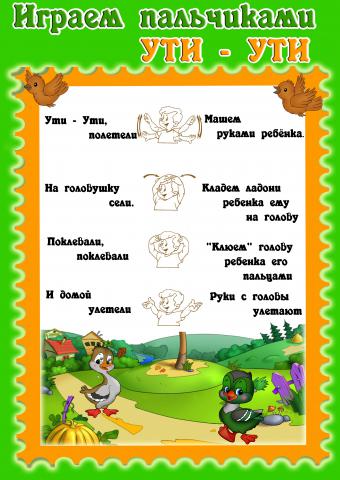 Играем пальчиками
УТИ - УТИ
Ути - Ути,
полетели
Машем
руками ребёнка.
На головушку
сели.
Кладем ладони
ребенка ему
на голову
Поклевали,
поклевали
"Клюем" голову
ребенка его
пальцами
И домой
улетели
Руки с головы
улетают